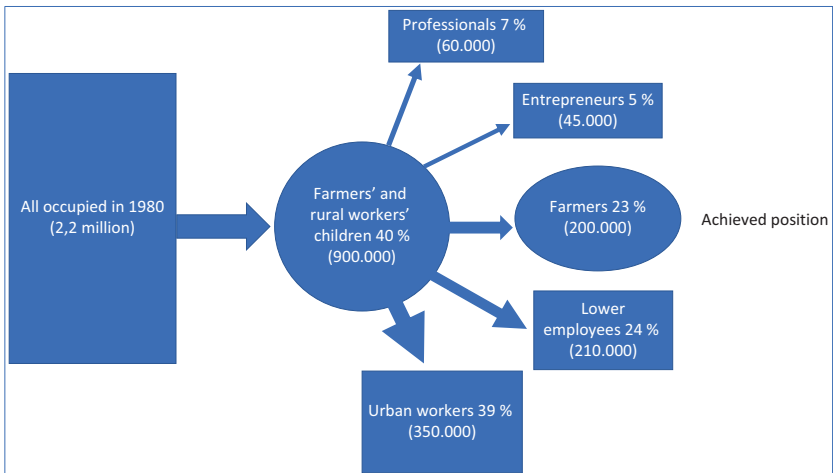 Professionals 7 %
(60.000)
Entrepreneurs 5 %
(45.000)
All occupied in 1980
(2,2 million)
Farmers’ and
rural workers’
children 40 %
(900.000)
Farmers 23 %
(200.000)
Achieved position
Lower
employees 24 %
(210.000)
Urban workers 39 %
(350.000)